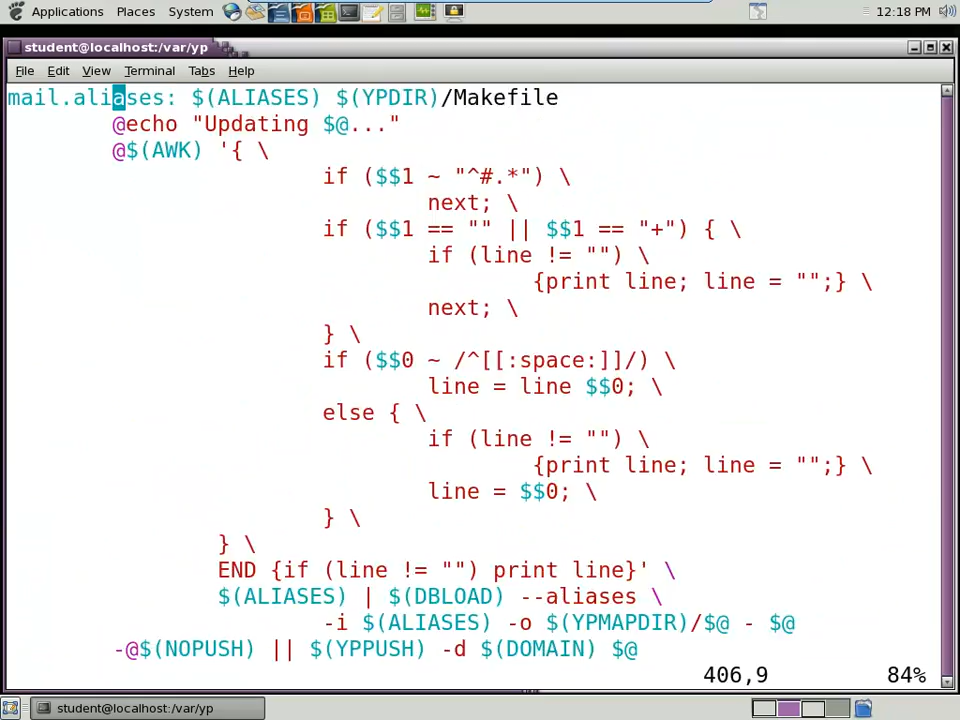 Applications Places System 12:18 PM
student@localhost:/var/yp
File Edit View Terminal Tabs Help
mail.aliases: $(ALIASES) $(YPDIR)/Makefile
@echo "Updating $@..."
@$(AWK) '{ \
if ($$1 ~ "^#.*") \
next; \
if ($$1 == "" || $$1 == "+") { \
if (line != "") \
{print line; line = "";} \
next; \
} \
if ($$0 ~ /^[[:space:]]/) \
line = line $$0; \
else { \
if (line != "") \
{print line; line = "";} \
line = $$0; \
} \
} \
END {if (line != "") print line}' \
$(ALIASES) | $(DBLOAD) --aliases \
-i $(ALIASES) -o $(YPMAPDIR)/$@ - $@
-@$(NOPUSH) || $(YPPUSH) -d $(DOMAIN) $@
406,9 84%
student@localhost:/var/yp